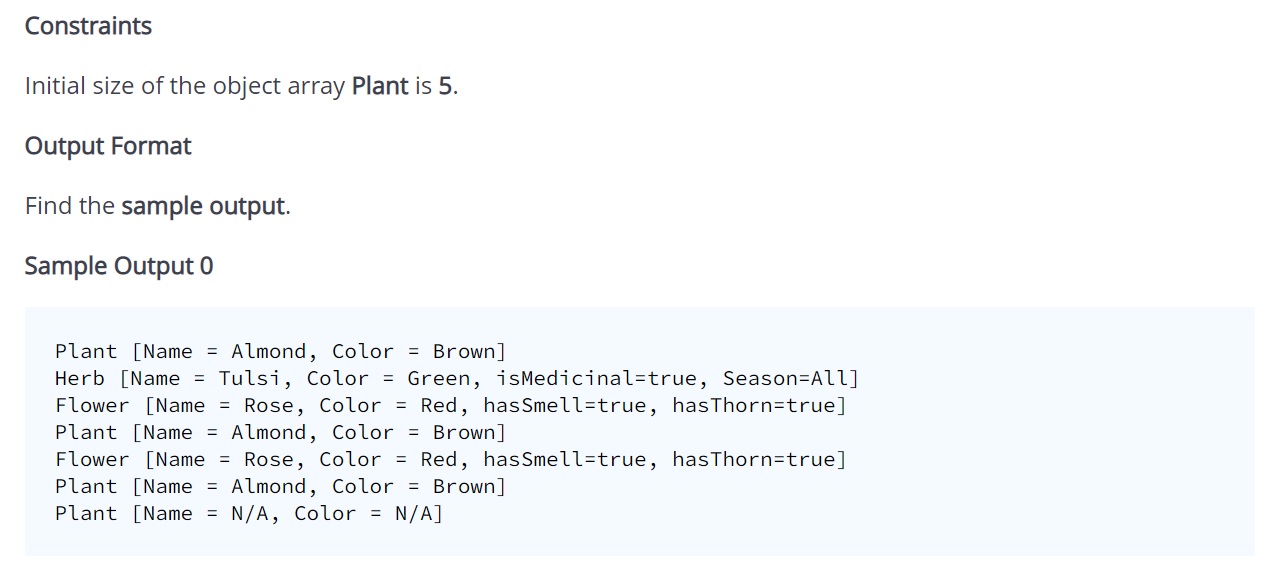 Constraints
Initial size of the object array Plant is 5.
Output Format
Find the sample output.
Sample Output 0
Plant [Name = Almond, Color = Brown]
Herb [Name = Tulsi, Color = Green, isMedicinal=true, Season=All]
Flower [Name = Rose, Color = Red, hasSmell=true, hasThorn=true]
Plant [Name = Almond, Color = Brown]
Flower [Name = Rose, Color = Red, hasSmell=true, hasThorn=true]
Plant [Name = Almond, Color = Brown]
Plant [Name = N/A, Color = N/A]